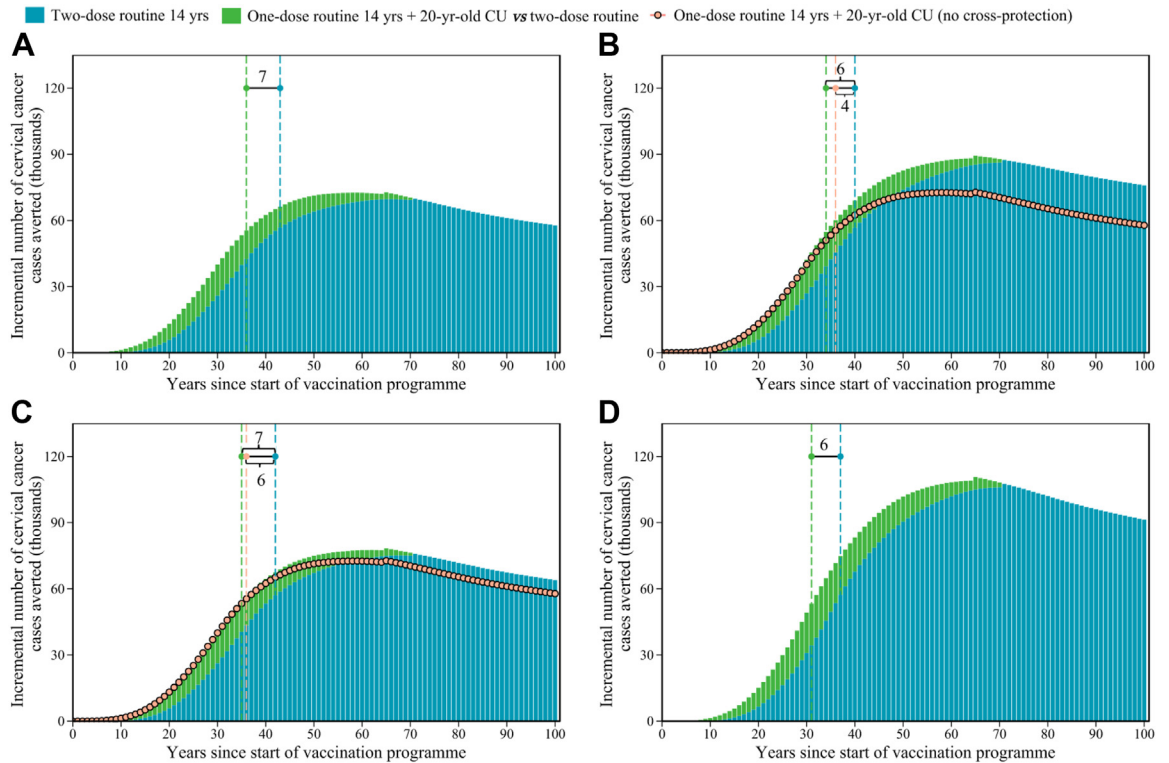 Two-dose routine 14 yrs
One-dose routine 14 yrs + 20-yr-old CU vs two-dose routine
One-dose routine 14 yrs + 20-yr-old CU (no cross-protection)
A
Incremental number of cervical cancer
cases averted (thousands)
120
90
60
30
0
7
0 10 20 30 40 50 60 70 80 90 100
Years since start of vaccination programme
B
Incremental number of cervical cancer
cases averted (thousands)
120
90
60
30
0
6
4
0 10 20 30 40 50 60 70 80 90 100
Years since start of vaccination programme
C
Incremental number of cervical cancer
cases averted (thousands)
120
90
60
30
0
7
6
0 10 20 30 40 50 60 70 80 90 100
Years since start of vaccination programme
D
Incremental number of cervical cancer
cases averted (thousands)
120
90
60
30
0
6
0 10 20 30 40 50 60 70 80 90 100
Years since start of vaccination programme